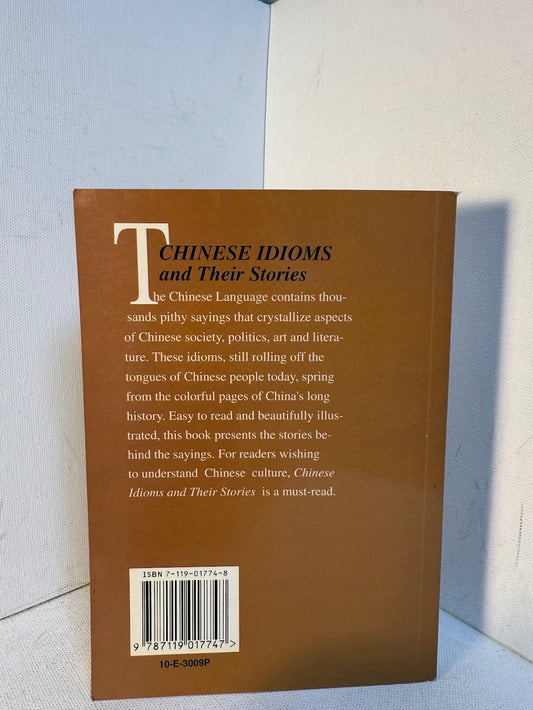 CHINESE IDIOMS
and Their Stories
The Chinese Language contains thou-
sands pithy sayings that crystallize aspects
of Chinese society, politics, art and litera-
ture. These idioms, still rolling off the
tongues of Chinese people today, spring
from the colorful pages of China's long
history. Easy to read and beautifully illus-
trated, this book presents the stories be-
hind the sayings. For readers wishing
to understand Chinese culture, Chinese
Idioms and Their Stories is a must-read.
ISBN 7-119-01774-8
9 787119 017747 >
10-E-3009P